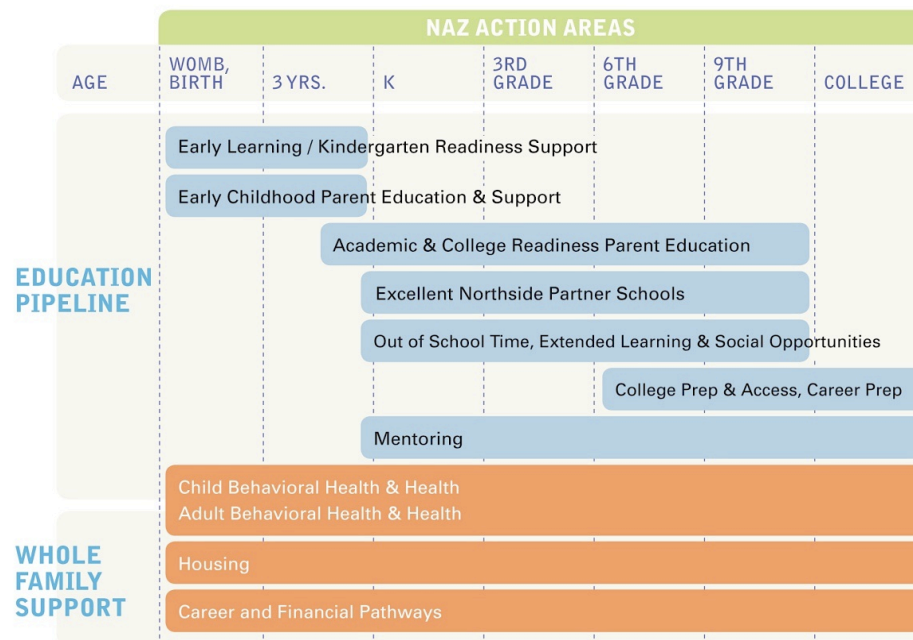 NAZ ACTION AREAS
AGE
WOMB,
BIRTH
3 YRS.
K
3RD
GRADE
6TH
GRADE
9TH
GRADE
COLLEGE
EDUCATION
PIPELINE
Early Learning / Kindergarten Readiness Support
Early Childhood Parent Education & Support
Academic & College Readiness Parent Education
Excellent Northside Partner Schools
Out of School Time, Extended Learning & Social Opportunities
College Prep & Access, Career Prep
Mentoring
WHOLE
FAMILY
SUPPORT
Child Behavioral Health & Health
Adult Behavioral Health & Health
Housing
Career and Financial Pathways